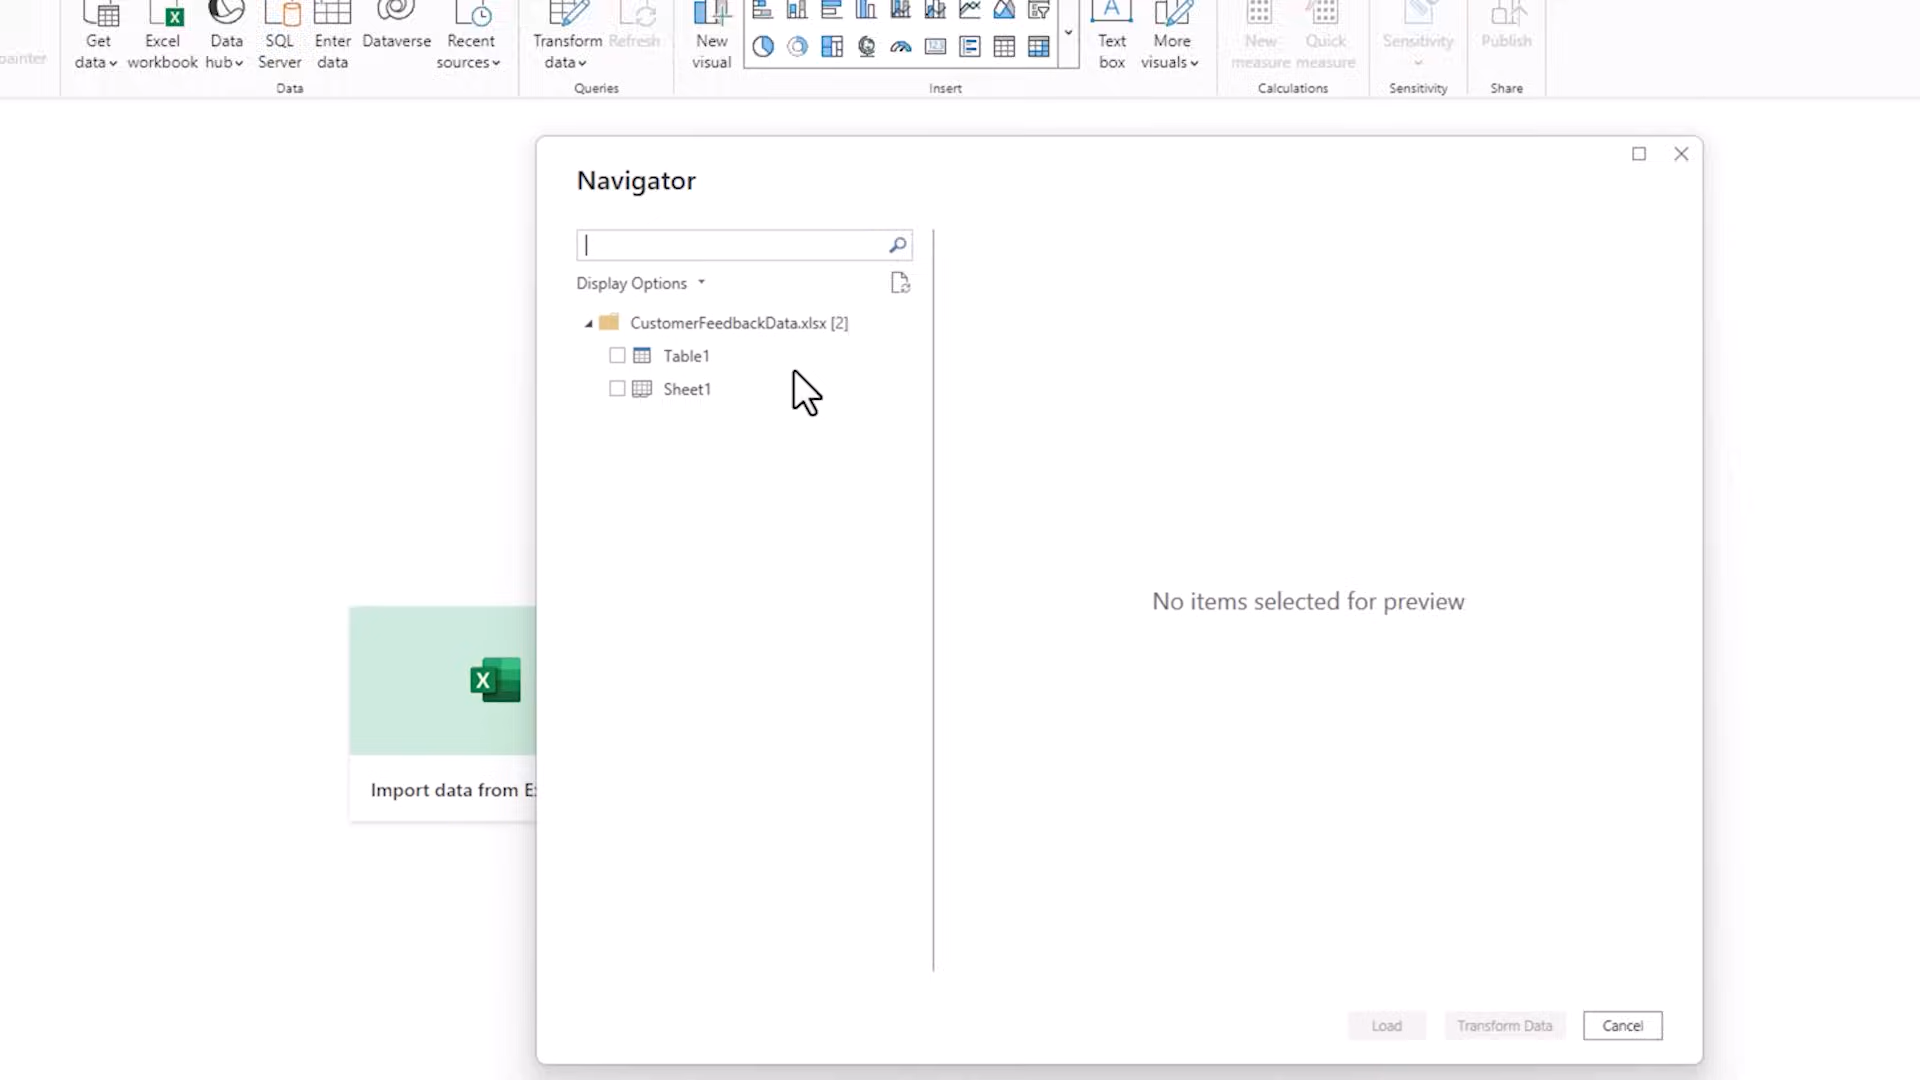 painter
Get data
Excel workbook
Data hub
SQL Server
Enter data
Dataverse
Recent sources
Data
Transform data
Refresh
Queries
New visual
Insert
Text box
More visuals
New measure
Quick measure
Calculations
Sensitivity
Sensitivity
Publish
Share
Navigator
Display Options
CustomerFeedbackData.xlsx [2]
Table1
Sheet1
No items selected for preview
Import data from E
Load
Transform Data
Cancel